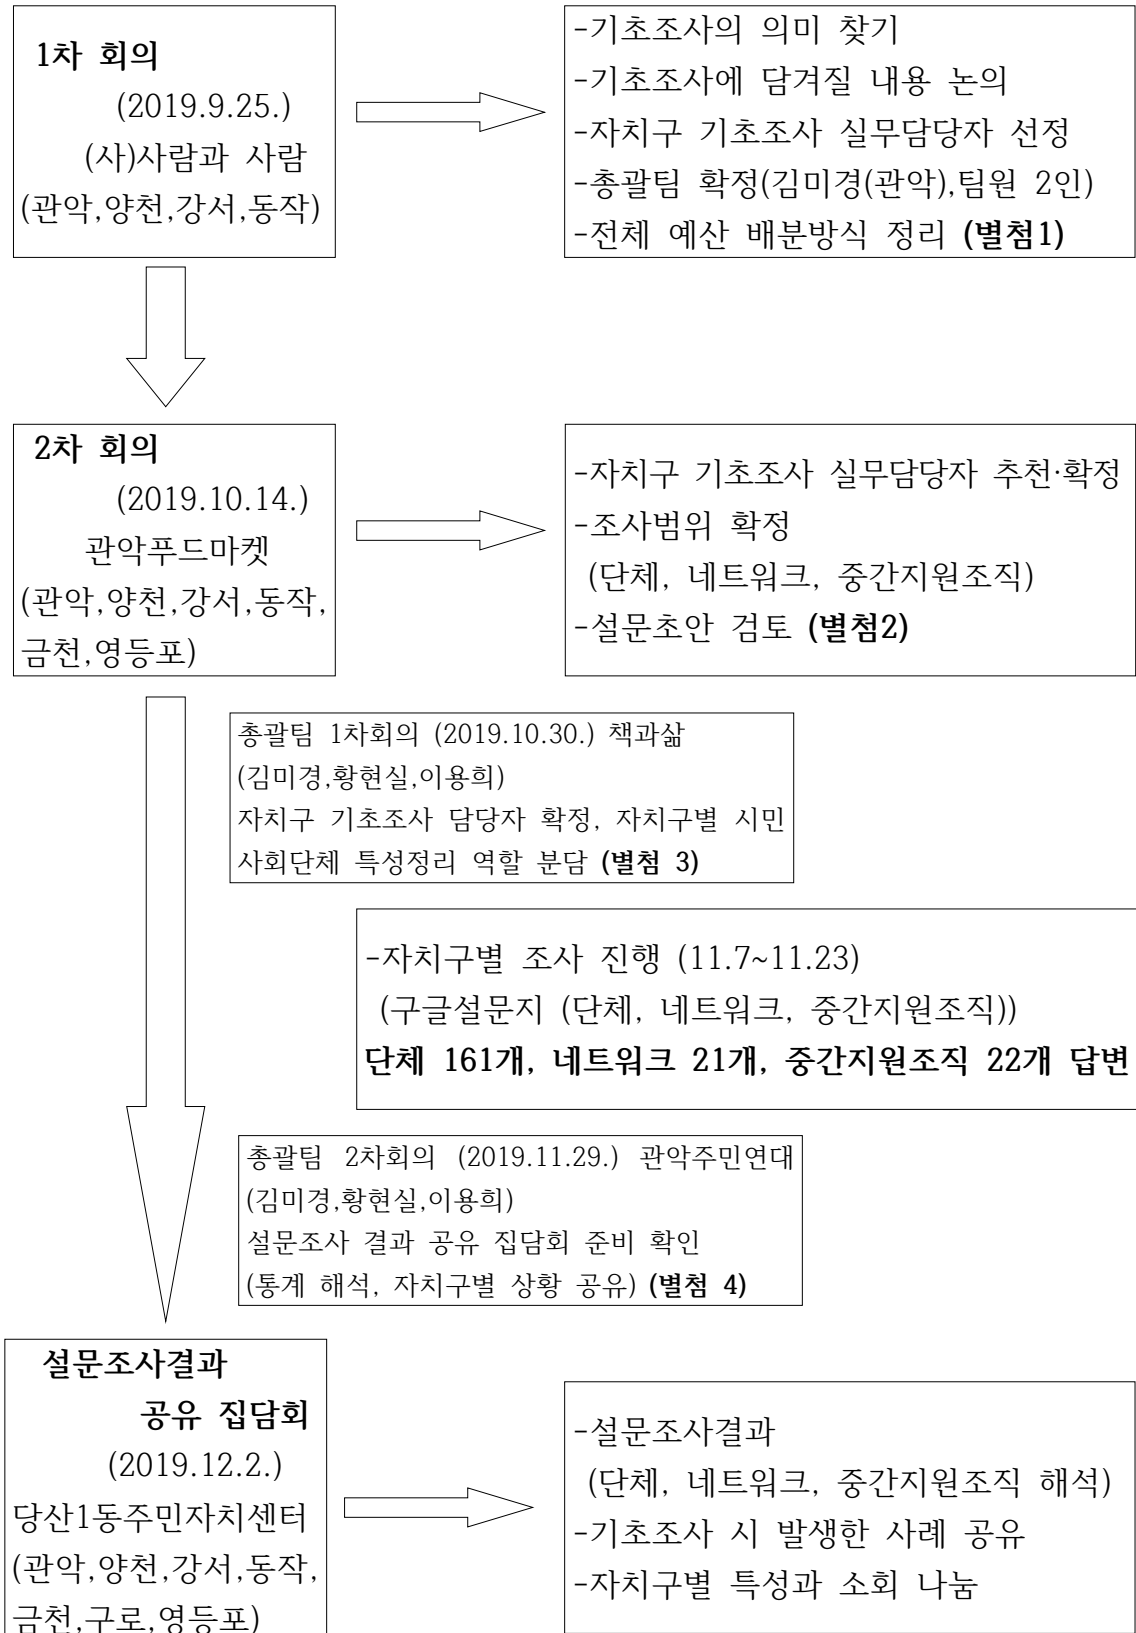 1차 회의
(2019.9.25.)
(사)사람과 사람
(관악,양천,강서,동작)
-기초조사의 의미 찾기
-기초조사에 담겨질 내용 논의
-자치구 기초조사 실무담당자 선정
-총괄팀 확정(김미경(관악),팀원 2인)
-전체 예산 배분방식 정리 (별첨1)
2차 회의
(2019.10.14.)
관악푸드마켓
(관악,양천,강서,동작,
금천,영등포)
-자치구 기초조사 실무담당자 추천·확정
-조사범위 확정
(단체, 네트워크, 중간지원조직)
-설문초안 검토 (별첨2)
총괄팀 1차회의 (2019.10.30.) 책과삶
(김미경,황현실,이용희)
자치구 기초조사 담당자 확정, 자치구별 시민
사회단체 특성정리 역할 분담 (별첨 3)
-자치구별 조사 진행 (11.7~11.23)
(구글설문지 (단체, 네트워크, 중간지원조직))
단체 161개, 네트워크 21개, 중간지원조직 22개 답변
총괄팀 2차회의 (2019.11.29.) 관악주민연대
(김미경,황현실,이용희)
설문조사 결과 공유 집담회 준비 확인
(통계 해석, 자치구별 상황 공유) (별첨 4)
설문조사결과
공유 집담회
(2019.12.2.)
당산1동주민자치센터
(관악,양천,강서,동작,
금천,구로,영등포)
-설문조사결과
(단체, 네트워크, 중간지원조직 해석)
-기초조사 시 발생한 사례 공유
-자치구별 특성과 소회 나눔